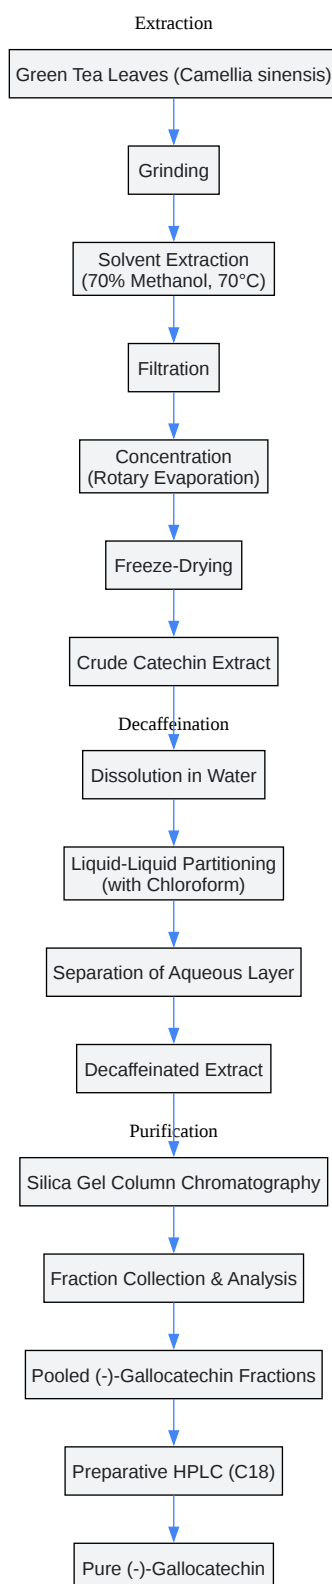 Extraction
Green Tea Leaves (Camellia sinensis)
Grinding
Solvent Extraction
(70% Methanol, 70°C)
Filtration
Concentration
(Rotary Evaporation)
Freeze-Drying
Crude Catechin Extract
Decaffeination
Dissolution in Water
Liquid-Liquid Partitioning
(with Chloroform)
Separation of Aqueous Layer
Decaffeinated Extract
Purification
Silica Gel Column Chromatography
Fraction Collection & Analysis
Pooled (-)-Gallocatechin Fractions
Preparative HPLC (C18)
Pure (-)-Gallocatechin